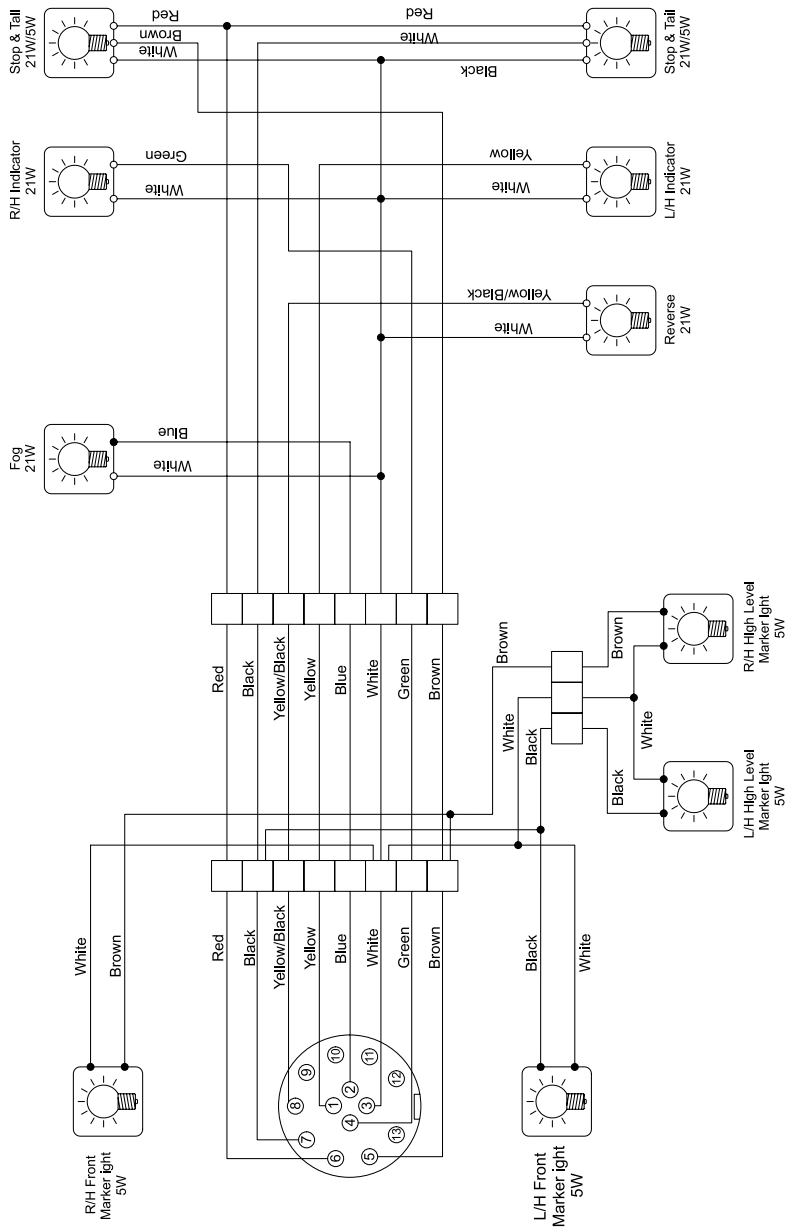 Stop & Tail
21W/5W
Red
Brown
White
Red
White
Black
Stop & Tail
21W/5W
R/H Indicator
21W
Green
White
Yellow
White
L/H Indicator
21W
Yellow/Black
White
Reverse
21W
Fog
21W
Blue
White
Red
Black
Yellow/Black
Yellow
Blue
White
Green
Brown
Brown
White
Black
Brown
White
Black
R/H High Level
Marker light
5W
L/H High Level
Marker light
5W
White
Brown
Red
Black
Yellow/Black
Yellow
Blue
White
Green
Brown
Black
White
R/H Front
Marker ight
5W
1
2
3
4
5
6
7
8
9
10
11
12
13
L/H Front
Marker ight
5W